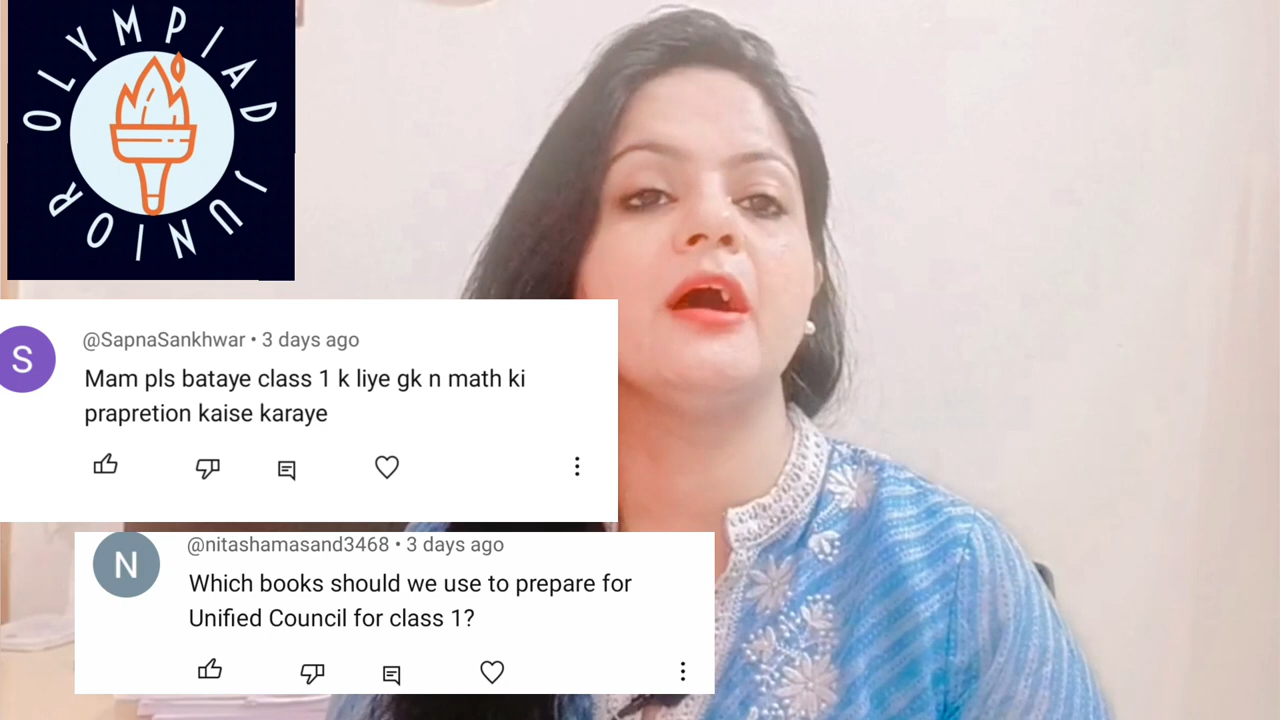 OLYMPIAD JUNIOR
S
@SapnaSankhwar • 3 days ago
Mam pls bataye class 1 k liye gk n math ki
prapretion kaise karaye
N
@nitashamasand3468 • 3 days ago
Which books should we use to prepare for
Unified Council for class 1?